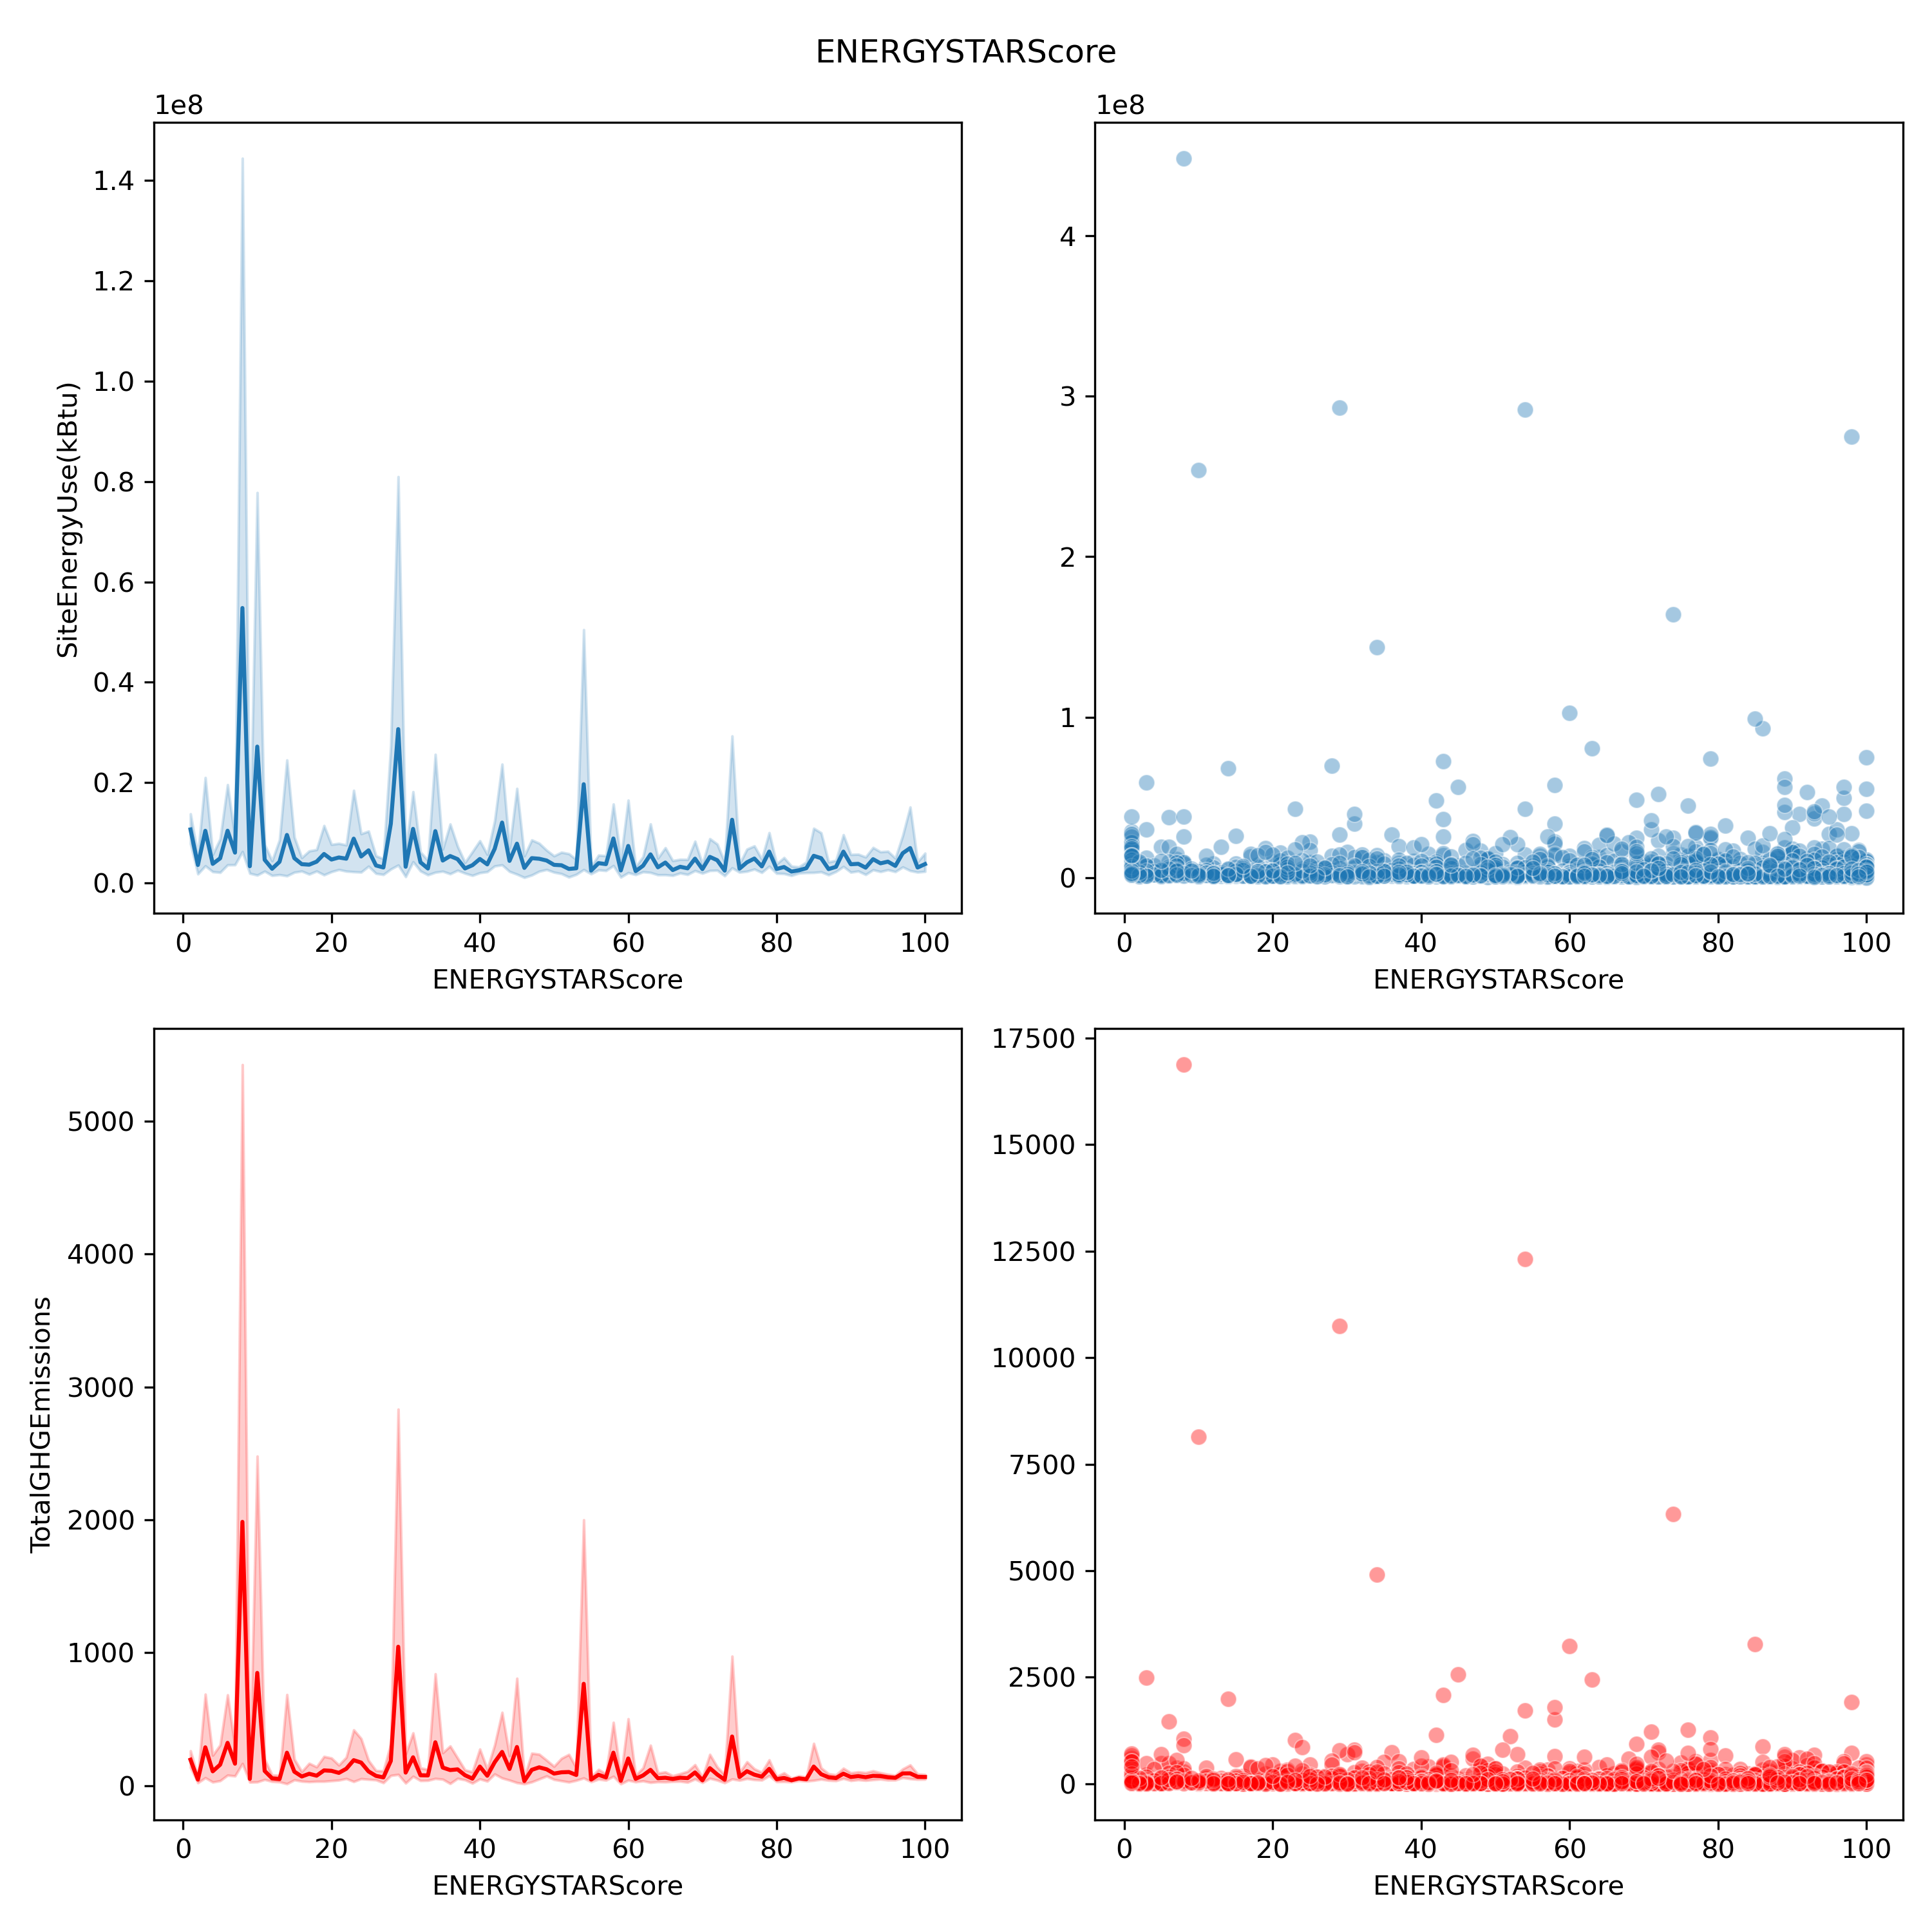 ENERGYSTARScore
1e8
1.4
1.2
1.0
0.8
0.6
0.4
0.2
0.0
SiteEnergyUse(kBtu)
0 20 40 60 80 100
ENERGYSTARScore
1e8
4
3
2
1
0
0 20 40 60 80 100
ENERGYSTARScore
5000
4000
3000
2000
1000
0
TotalGHGEmissions
0 20 40 60 80 100
ENERGYSTARScore
17500
15000
12500
10000
7500
5000
2500
0
0 20 40 60 80 100
ENERGYSTARScore